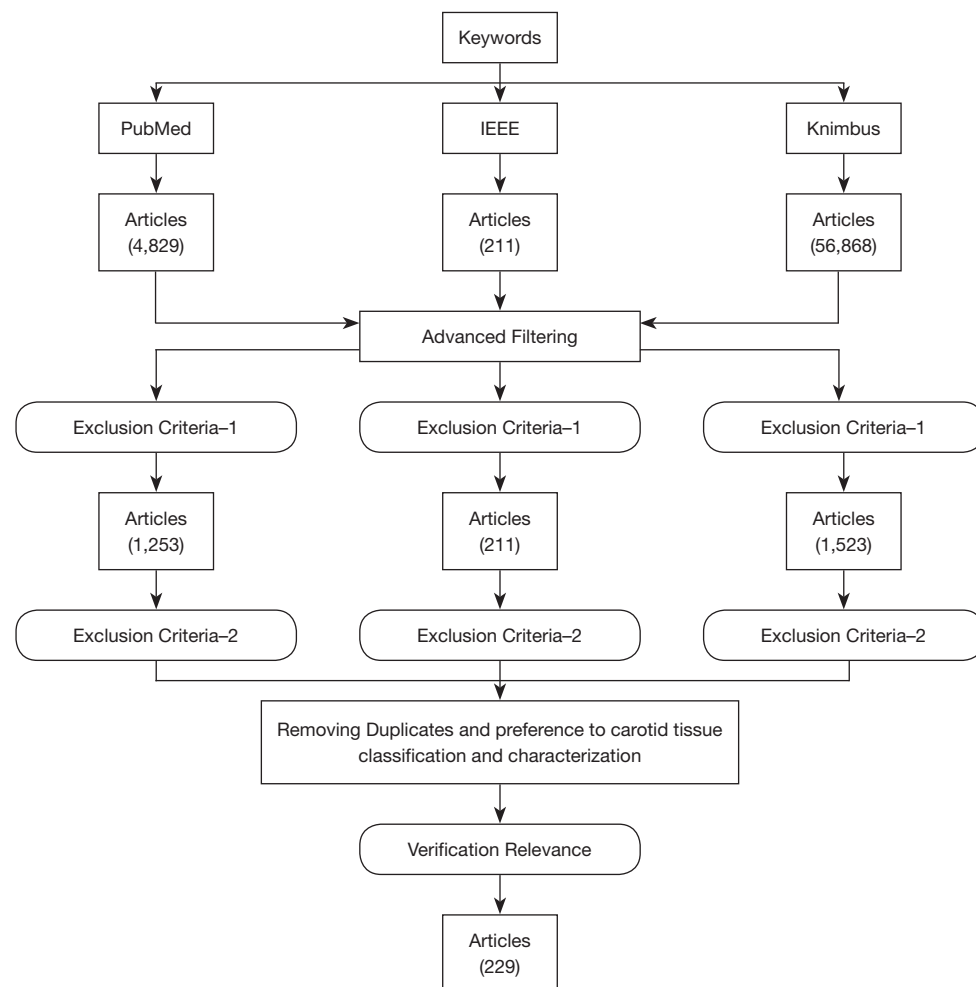 Keywords
PubMed
IEEE
Knimbus
Articles
(4,829)
Articles
(211)
Articles
(56,868)
Advanced Filtering
Exclusion Criteria–1
Exclusion Criteria–1
Exclusion Criteria–1
Articles
(1,253)
Articles
(211)
Articles
(1,523)
Exclusion Criteria–2
Exclusion Criteria–2
Exclusion Criteria–2
Removing Duplicates and preference to carotid tissue
classification and characterization
Verification Relevance
Articles
(229)